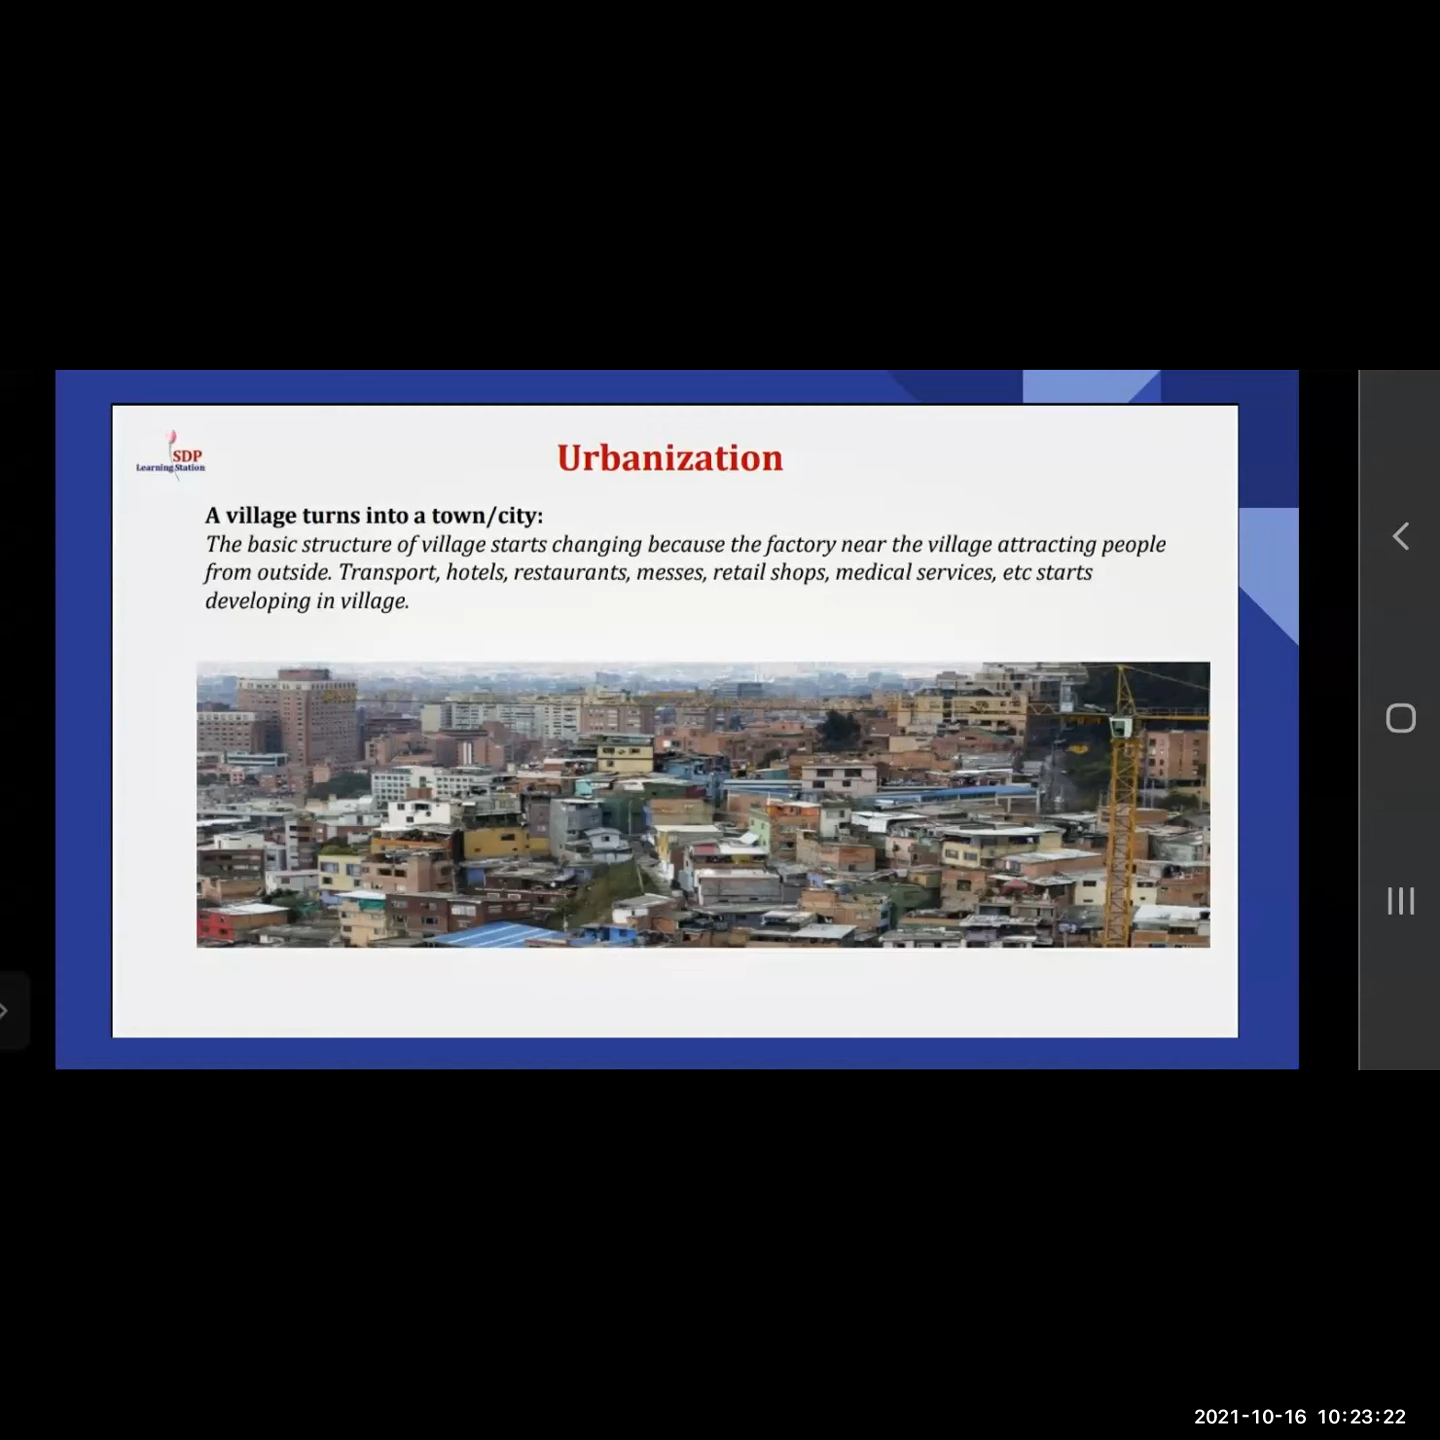 SDP
Learning Station
Urbanization
A village turns into a town/city:
The basic structure of village starts changing because the factory near the village attracting people
from outside. Transport, hotels, restaurants, messes, retail shops, medical services, etc starts
developing in village.
2021-10-16 10:23:22